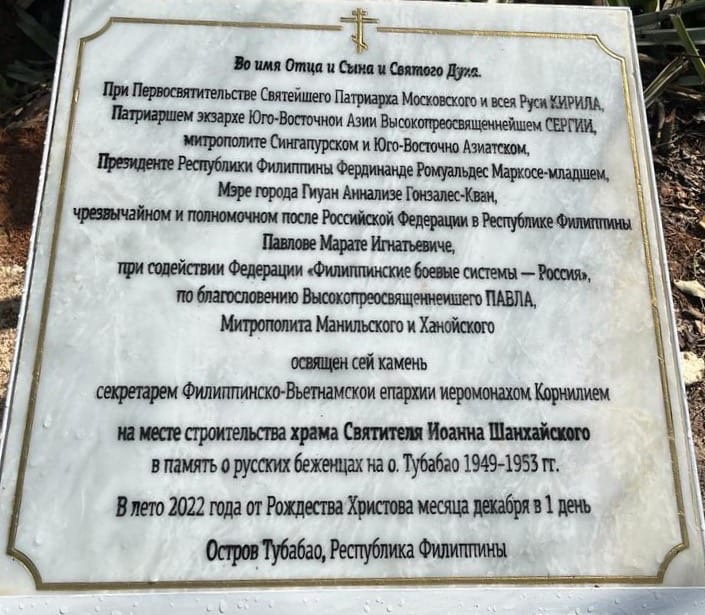 Во имя Отца и Сына и Святого Духа.
При Первосвятительстве Святейшего Патриарха Московского и всея Руси КИРИЛА,
Патриаршем экзархе Юго-Восточнои Азии Высокопреосвященнейшем СЕРГИИ,
митрополите Сингапурском и Юго-Восточно Азиатском,
Президенте Республики Филиппины Фердинанде Ромуальдес Маркосе-младшем,
Мэре города Гиуан Аннализе Гонзалес-Кван,
чрезвычайном и полномочном после Российской Федерации в Республике Филиппины
Павлове Марате Игнатьевиче,
при содействии Федерации «Филиппинские боевые системы — Россия»,
по благословению Высокопреосвященнеишего ПАВЛА,
Митрополита Манильского и Ханойского
освящен сей камень
секретарем Филиппинско-Вьетнамскои епархии иеромонахом Корнилием
на месте строительства храма Святителя Иоанна Шанхайского
в память о русских беженцах на о. Тубабао 1949-1953 гг.
В лето 2022 года от Рождества Христова месяца декабря в 1 день
Остров Тубабао, Республика Филиппины